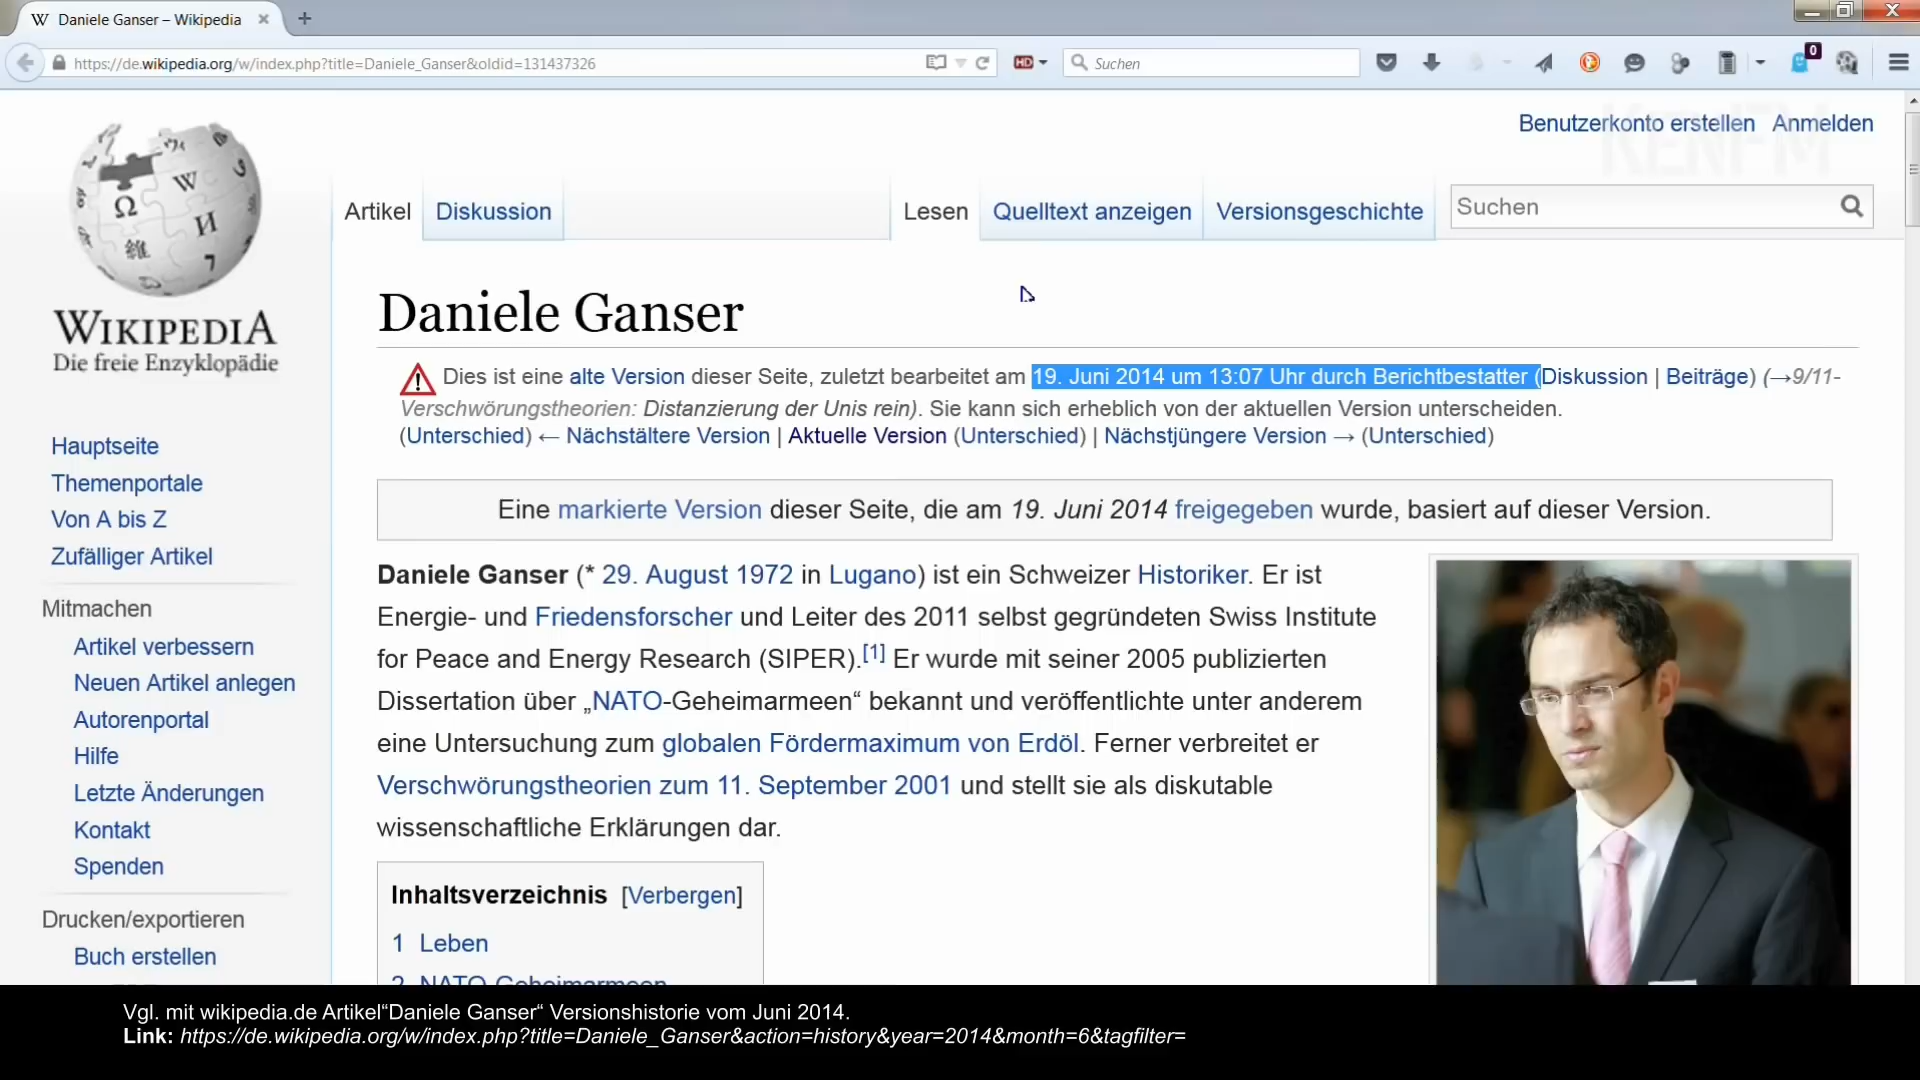 Daniele Ganser – Wikipedia
https://de.wikipedia.org/w/index.php?title=Daniele_Ganser&oldid=131437326
HD
Suchen
0
KENFM
Benutzerkonto erstellen Anmelden
Artikel Diskussion Lesen Quelltext anzeigen Versionsgeschichte Suchen
WIKIPEDIA
Die freie Enzyklopädie
Hauptseite
Themenportale
Von A bis Z
Zufälliger Artikel
Mitmachen
Artikel verbessern
Neuen Artikel anlegen
Autorenportal
Hilfe
Letzte Änderungen
Kontakt
Spenden
Drucken/exportieren
Buch erstellen
Daniele Ganser
Dies ist eine alte Version dieser Seite, zuletzt bearbeitet am 19. Juni 2014 um 13:07 Uhr durch Berichtbestatter (Diskussion | Beiträge) (→9/11-
Verschwörungstheorien: Distanzierung der Unis rein). Sie kann sich erheblich von der aktuellen Version unterscheiden.
(Unterschied) ← Nächstältere Version | Aktuelle Version (Unterschied) | Nächstjüngere Version → (Unterschied)
Eine markierte Version dieser Seite, die am 19. Juni 2014 freigegeben wurde, basiert auf dieser Version.
Daniele Ganser (* 29. August 1972 in Lugano) ist ein Schweizer Historiker. Er ist
Energie- und Friedensforscher und Leiter des 2011 selbst gegründeten Swiss Institute
for Peace and Energy Research (SIPER).[1] Er wurde mit seiner 2005 publizierten
Dissertation über „NATO-Geheimarmeen“ bekannt und veröffentlichte unter anderem
eine Untersuchung zum globalen Fördermaximum von Erdöl. Ferner verbreitet er
Verschwörungstheorien zum 11. September 2001 und stellt sie als diskutable
wissenschaftliche Erklärungen dar.
Inhaltsverzeichnis [Verbergen]
1 Leben
2 NATO-Geheimarmeen
Vgl. mit wikipedia.de Artikel“Daniele Ganser“ Versionshistorie vom Juni 2014.
Link: https://de.wikipedia.org/w/index.php?title=Daniele_Ganser&action=history&year=2014&month=6&tagfilter=